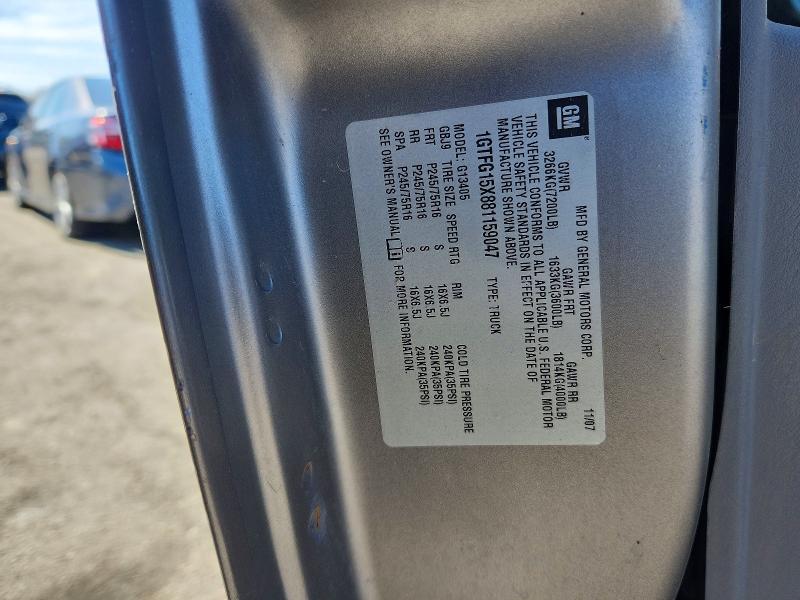 GM
MFD BY GENERAL MOTORS CORP. 11/07
GVWR GAWR FRT GAWR RR
3266KG(7200LB) 1633KG(3600LB) 1814KG(4000LB)
THIS VEHICLE CONFORMS TO ALL APPLICABLE U.S. FEDERAL MOTOR
VEHICLE SAFETY STANDARDS IN EFFECT ON THE DATE OF
MANUFACTURE SHOWN ABOVE.
1GTFG15X881159047 TYPE: TRUCK
MODEL: G13405
GBJ9 TIRE SIZE SPEED RTG RIM COLD TIRE PRESSURE
FRT P245/75R16 S 16X6.5J 240KPA(35PSI)
RR P245/75R16 S 16X6.5J 240KPA(35PSI)
SPA P245/75R16 S 16X6.5J 240KPA(35PSI)
SEE OWNER'S MANUAL FOR MORE INFORMATION.